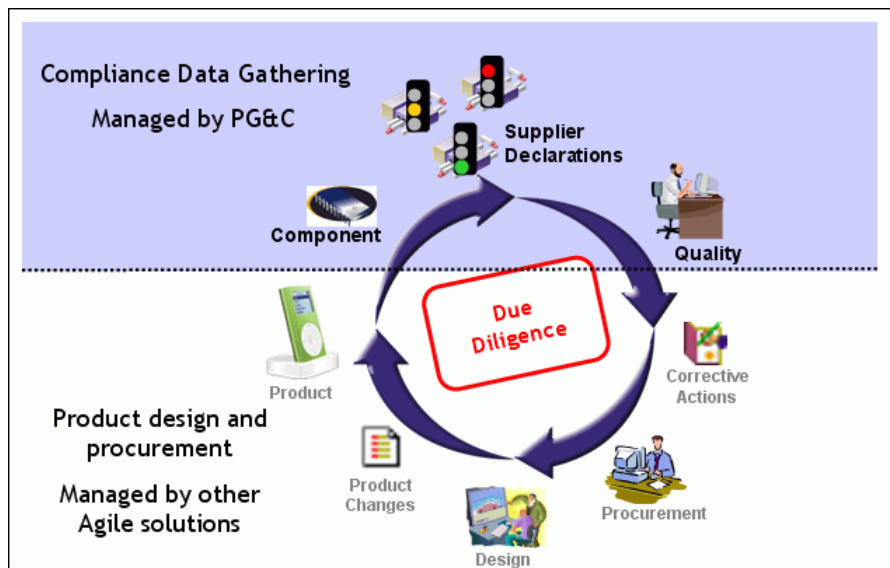 Compliance Data Gathering
Managed by PG&C
Supplier
Declarations
Component
Quality
Due
Diligence
Product
Corrective
Actions
Product design and
procurement
Managed by other
Agile solutions
Product
Changes
Procurement
Design